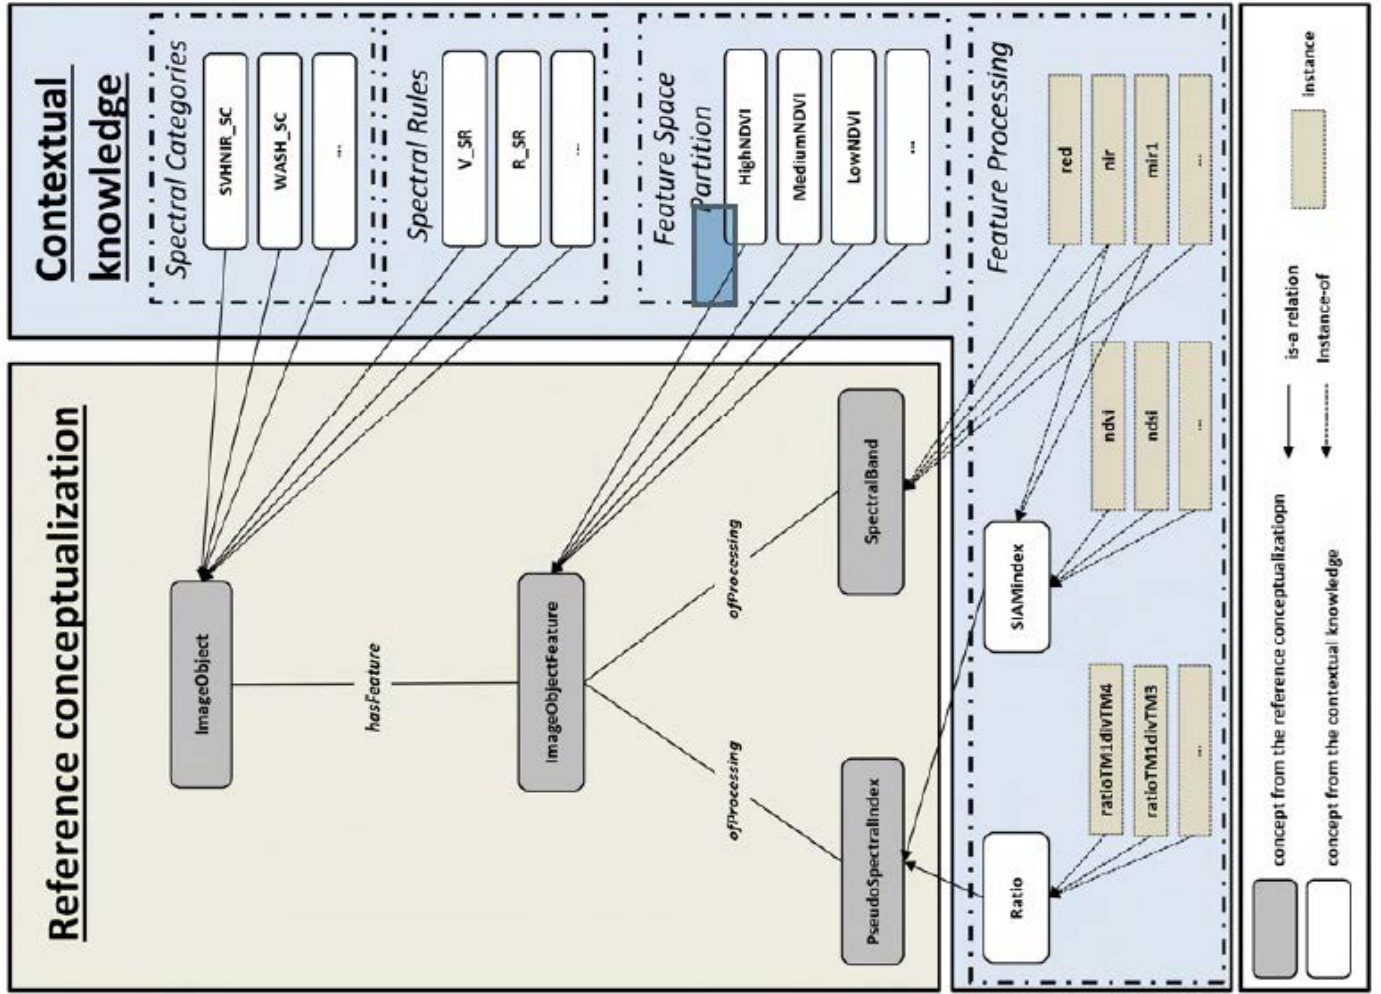 Reference conceptualization
ImageObject
hasFeature
ImageObjectFeature
ofProcessing
ofProcessing
PseudoSpectralIndex
SpectralBand
Contextual
knowledge
Spectral Categories
SVHNIR_SC
WASH_SC
...
Spectral Rules
V_SR
R_SR
...
Feature Space
Partition
HighNDVI
MediumNDVI
LowNDVI
...
Feature Processing
Ratio
SIAMindex
ratioTM1divTM4
ratioTM1divTM3
...
ndvi
ndsi
...
red
nir
mir1
...
concept from the reference conceptualizatiopn
concept from the contextual knowledge
is-a relation
Instance-of
instance